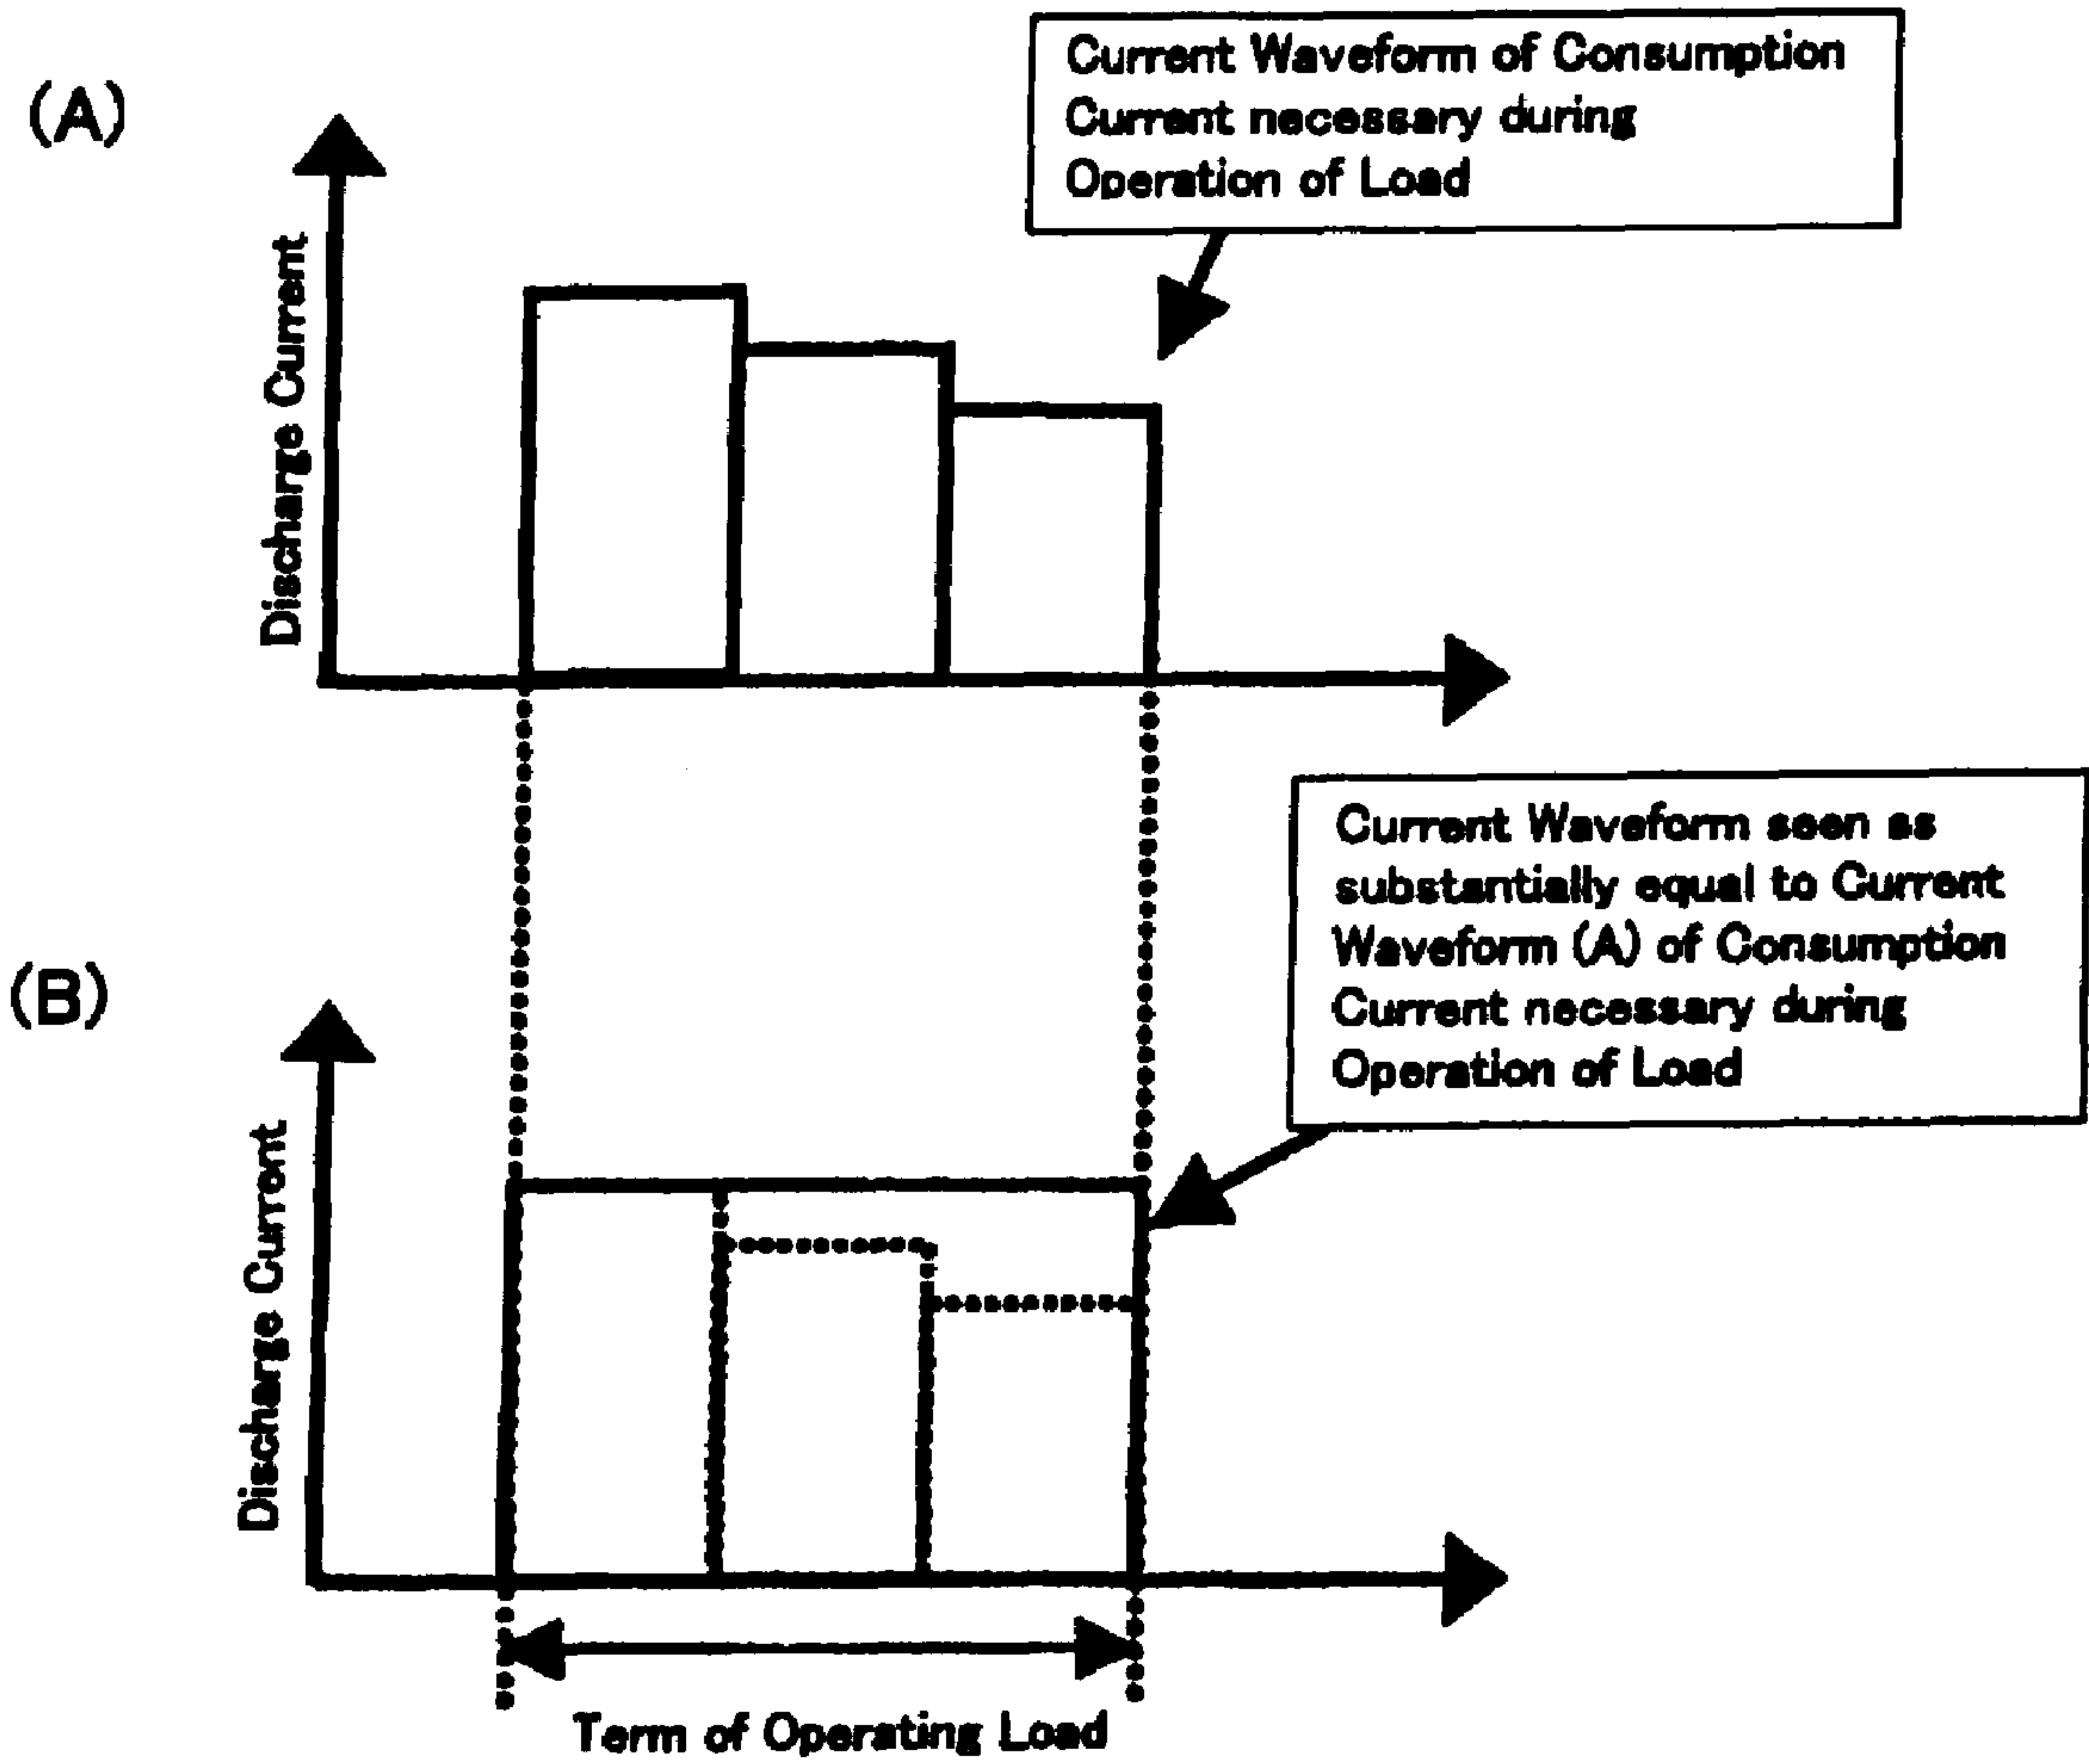 (A)
Current Waveform of Consumption
Current necessary during
Operation of Load
Discharge Current
(B)
Current Waveform seen as
substantially equal to Current
Waveform (A) of Consumption
Current necessary during
Operation of Load
Discharge Current
Term of Operating Load